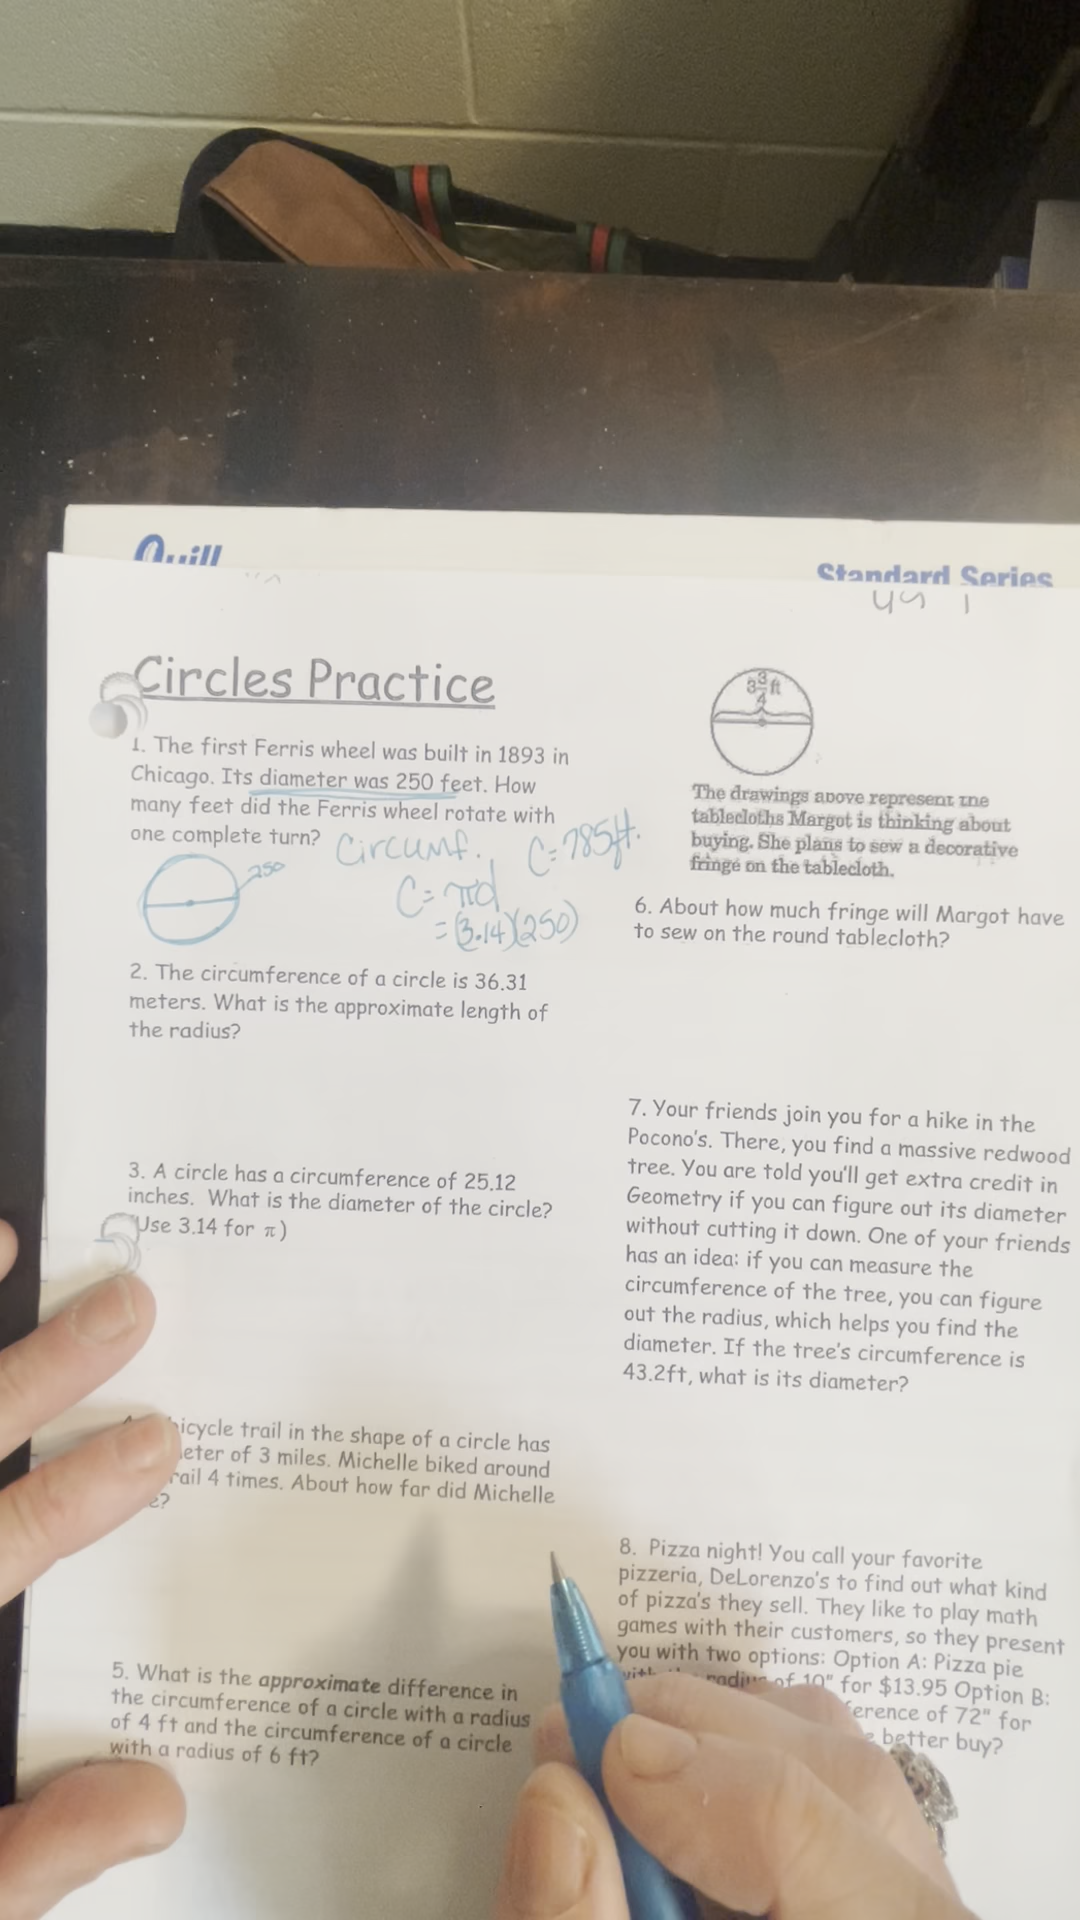 Quill
Standard Series
Circles Practice
1. The first Ferris wheel was built in 1893 in
Chicago. Its diameter was 250 feet. How
many feet did the Ferris wheel rotate with
one complete turn?
Circumf.
C=785ft.
250
C=πd
=(3.14)(250)
2. The circumference of a circle is 36.31
meters. What is the approximate length of
the radius?
3. A circle has a circumference of 25.12
inches. What is the diameter of the circle?
Use 3.14 for π)
icycle trail in the shape of a circle has
eter of 3 miles. Michelle biked around
rail 4 times. About how far did Michelle
e?
5. What is the approximate difference in
the circumference of a circle with a radius
of 4 ft and the circumference of a circle
with a radius of 6 ft?
3 3/4 ft
The drawings above represent the
tablecloths Margot is thinking about
buying. She plans to sew a decorative
fringe on the tablecloth.
6. About how much fringe will Margot have
to sew on the round tablecloth?
7. Your friends join you for a hike in the
Pocono's. There, you find a massive redwood
tree. You are told you'll get extra credit in
Geometry if you can figure out its diameter
without cutting it down. One of your friends
has an idea: if you can measure the
circumference of the tree, you can figure
out the radius, which helps you find the
diameter. If the tree's circumference is
43.2ft, what is its diameter?
8. Pizza night! You call your favorite
pizzeria, DeLorenzo's to find out what kind
of pizza's they sell. They like to play math
games with their customers, so they present
you with two options: Option A: Pizza pie
radius of 10" for $13.95 Option B:
erence of 72" for
better buy?